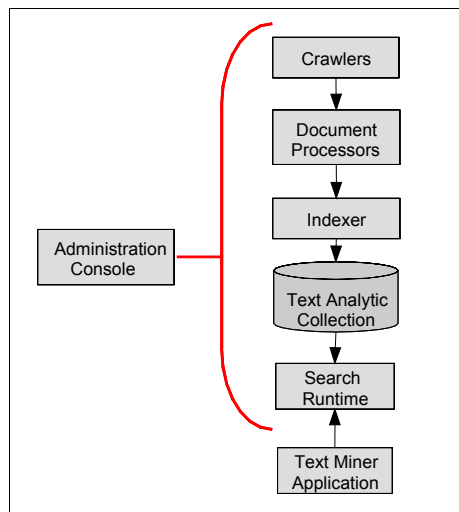 Crawlers
Document
Processors
Indexer
Administration
Console
Text Analytic
Collection
Search
Runtime
Text Miner
Application